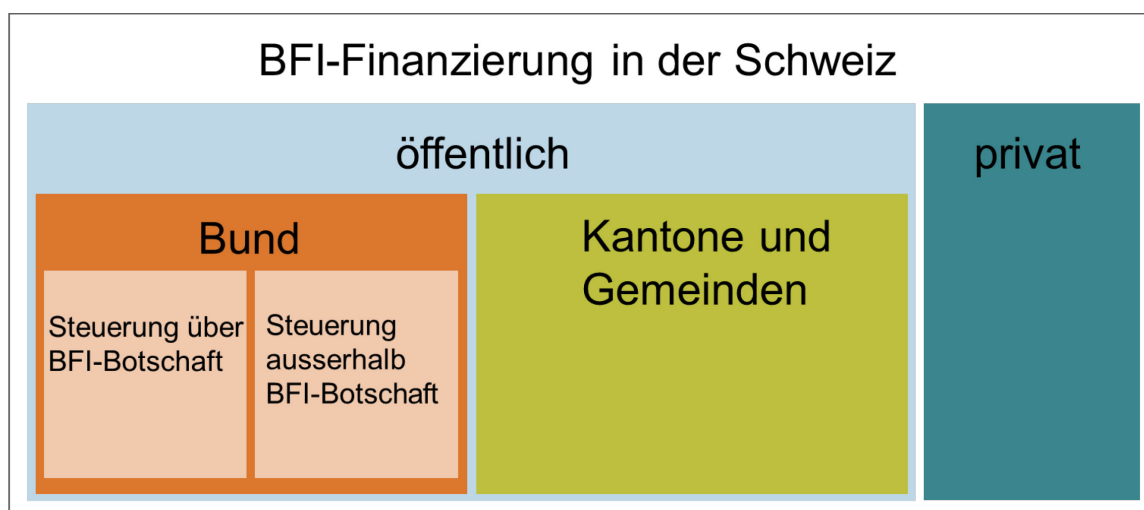 BFI-Finanzierung in der Schweiz
öffentlich
privat
Bund
Kantone und
Gemeinden
Steuerung über
BFI-Botschaft
Steuerung
ausserhalb
BFI-Botschaft